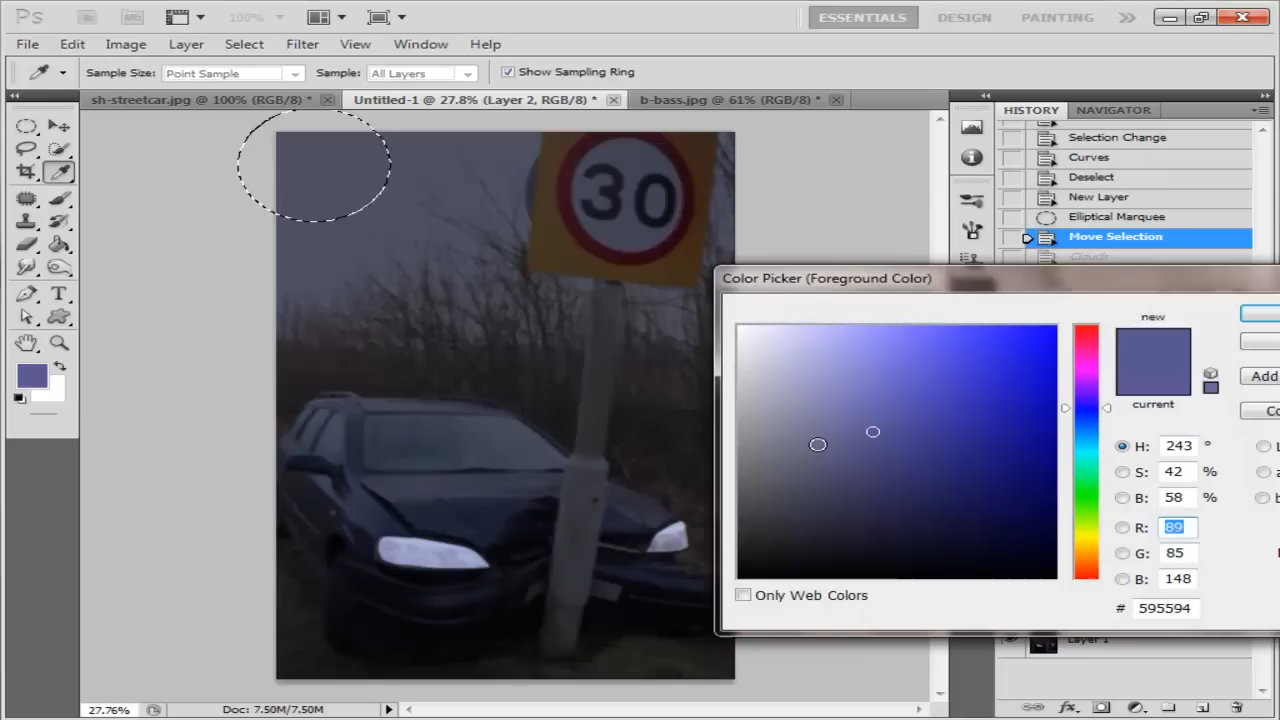 Ps Br Mb 100% ESSENTIALS DESIGN PAINTING
File Edit Image Layer Select Filter View Window Help
Sample Size: Point Sample Sample: All Layers Show Sampling Ring
sh-streetcar.jpg @ 100% (RGB/8) * Untitled-1 @ 27.8% (Layer 2, RGB/8) * b-bass.jpg @ 61% (RGB/8) *
HISTORY NAVIGATOR
Selection Change
Curves
Deselect
New Layer
Elliptical Marquee
Move Selection
Clouds
30
Color Picker (Foreground Color)
new
current
Add
H: 243 °
S: 42 %
B: 58 %
R: 89
G: 85
B: 148
# 595594
Only Web Colors
Layer 1
27.76% Doc: 7.50M/7.50M
fx